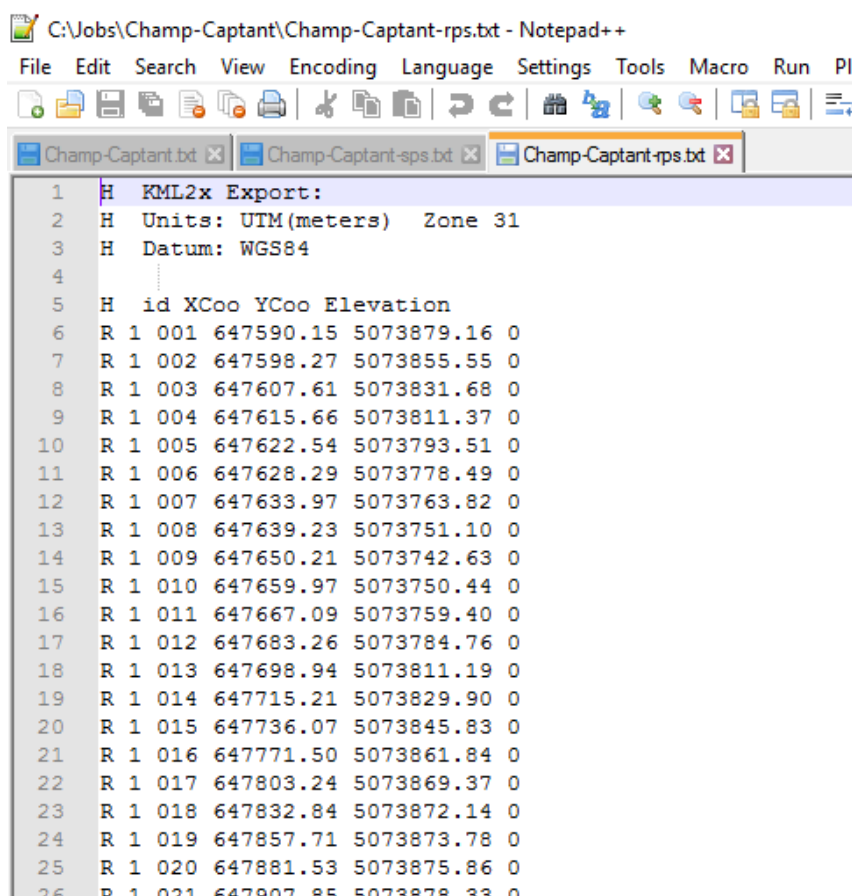 C:\Jobs\Champ-Captant\Champ-Captant-rps.txt - Notepad++
File Edit Search View Encoding Language Settings Tools Macro Run Pl
Champ-Captant.txt Champ-Captant-sps.txt Champ-Captant-rps.txt
1 H KML2x Export:
2 H Units: UTM(meters) Zone 31
3 H Datum: WGS84
4
5 H id XCoo YCoo Elevation
6 R 1 001 647590.15 5073879.16 0
7 R 1 002 647598.27 5073855.55 0
8 R 1 003 647607.61 5073831.68 0
9 R 1 004 647615.66 5073811.37 0
10 R 1 005 647622.54 5073793.51 0
11 R 1 006 647628.29 5073778.49 0
12 R 1 007 647633.97 5073763.82 0
13 R 1 008 647639.23 5073751.10 0
14 R 1 009 647650.21 5073742.63 0
15 R 1 010 647659.97 5073750.44 0
16 R 1 011 647667.09 5073759.40 0
17 R 1 012 647683.26 5073784.76 0
18 R 1 013 647698.94 5073811.19 0
19 R 1 014 647715.21 5073829.90 0
20 R 1 015 647736.07 5073845.83 0
21 R 1 016 647771.50 5073861.84 0
22 R 1 017 647803.24 5073869.37 0
23 R 1 018 647832.84 5073872.14 0
24 R 1 019 647857.71 5073873.78 0
25 R 1 020 647881.53 5073875.86 0
26 R 1 021 647907.85 5073878.33 0